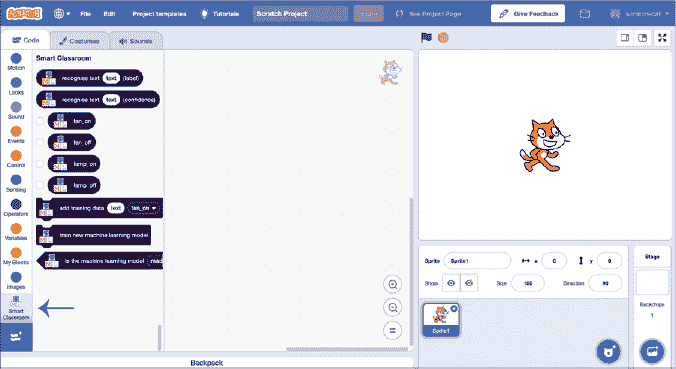 SCRATCH File Edit Project templates Tutorials Scratch Project See Project Page Give Feedback scratch-cat
Code Costumes Sounds
Motion
Looks
Sound
Events
Control
Sensing
Operators
Variables
My Blocks
Images
Smart
Classroom
Smart Classroom
recognise text text (label)
recognise text text (confidence)
fan_on
fan_off
lamp_on
lamp_off
add training data text fan_on
train new machine learning model
Is the machine learning model
Backpack
Sprite Sprite1 x 0 y 0
Show Size 100 Direction 90
Sprite1
Stage
Backdrops
1